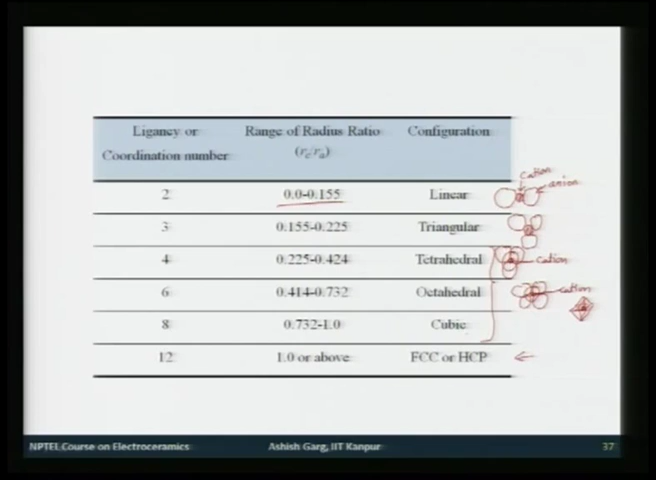 Ligancy or Range of Radius Ratio Configuration
Coordination number (rc/ra)
2 0.0-0.155 Linear
cation
anion
3 0.155-0.225 Triangular
4 0.225-0.424 Tetrahedral
cation
6 0.414-0.732 Octahedral
cation
8 0.732-1.0 Cubic
12 1.0 or above FCC or HCP
NPTEL Course on Electroceramics Ashish Garg, IIT Kanpur 37